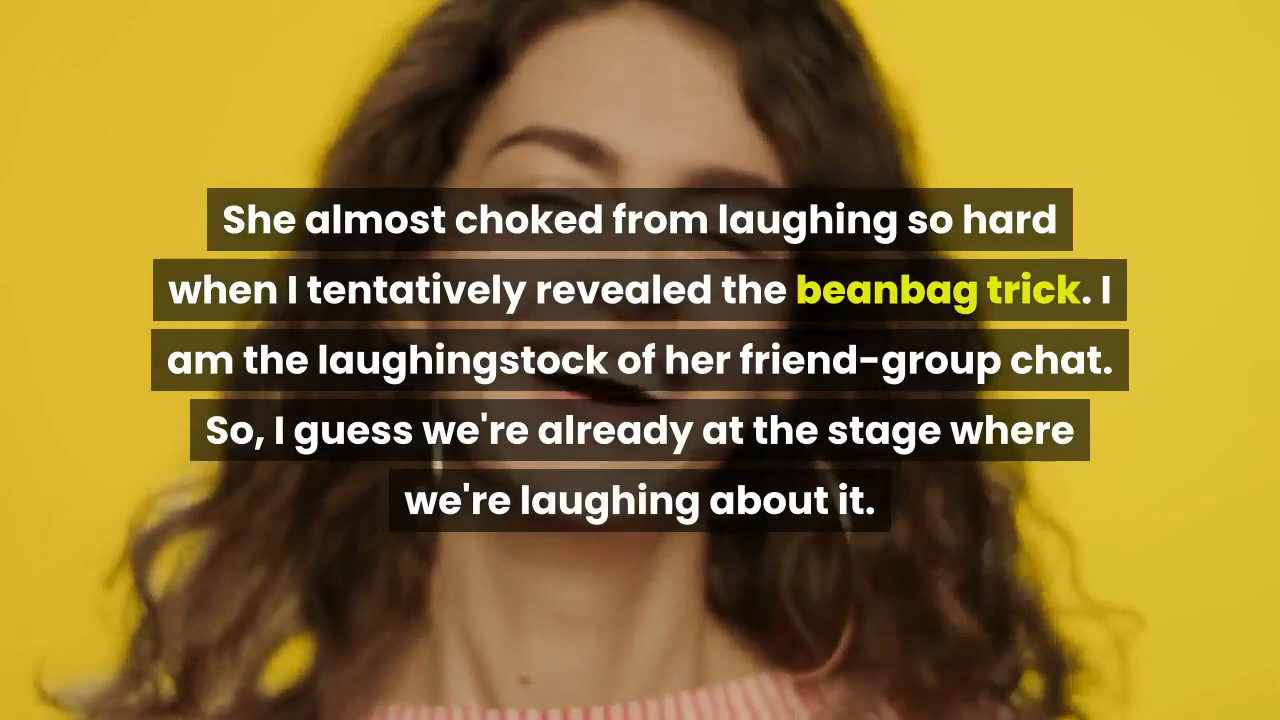 She almost choked from laughing so hard
when I tentatively revealed the beanbag trick. I
am the laughingstock of her friend-group chat.
So, I guess we're already at the stage where
we're laughing about it.